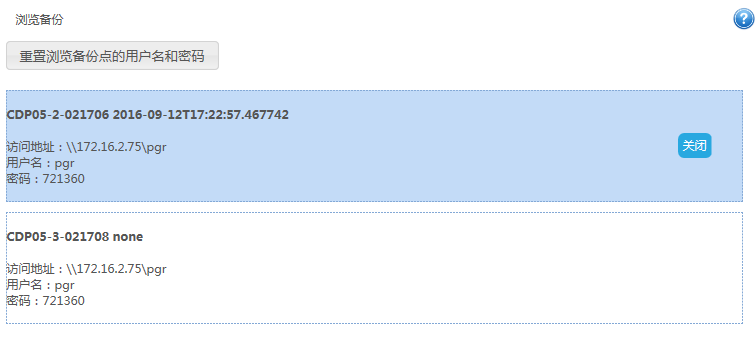 浏览备份
?
重置浏览备份点的用户名和密码
CDP05-2-021706 2016-09-12T17:22:57.467742
访问地址：\\172.16.2.75\pgr
用户名：pgr
密码：721360
关闭
CDP05-3-021708 none
访问地址：\\172.16.2.75\pgr
用户名：pgr
密码：721360